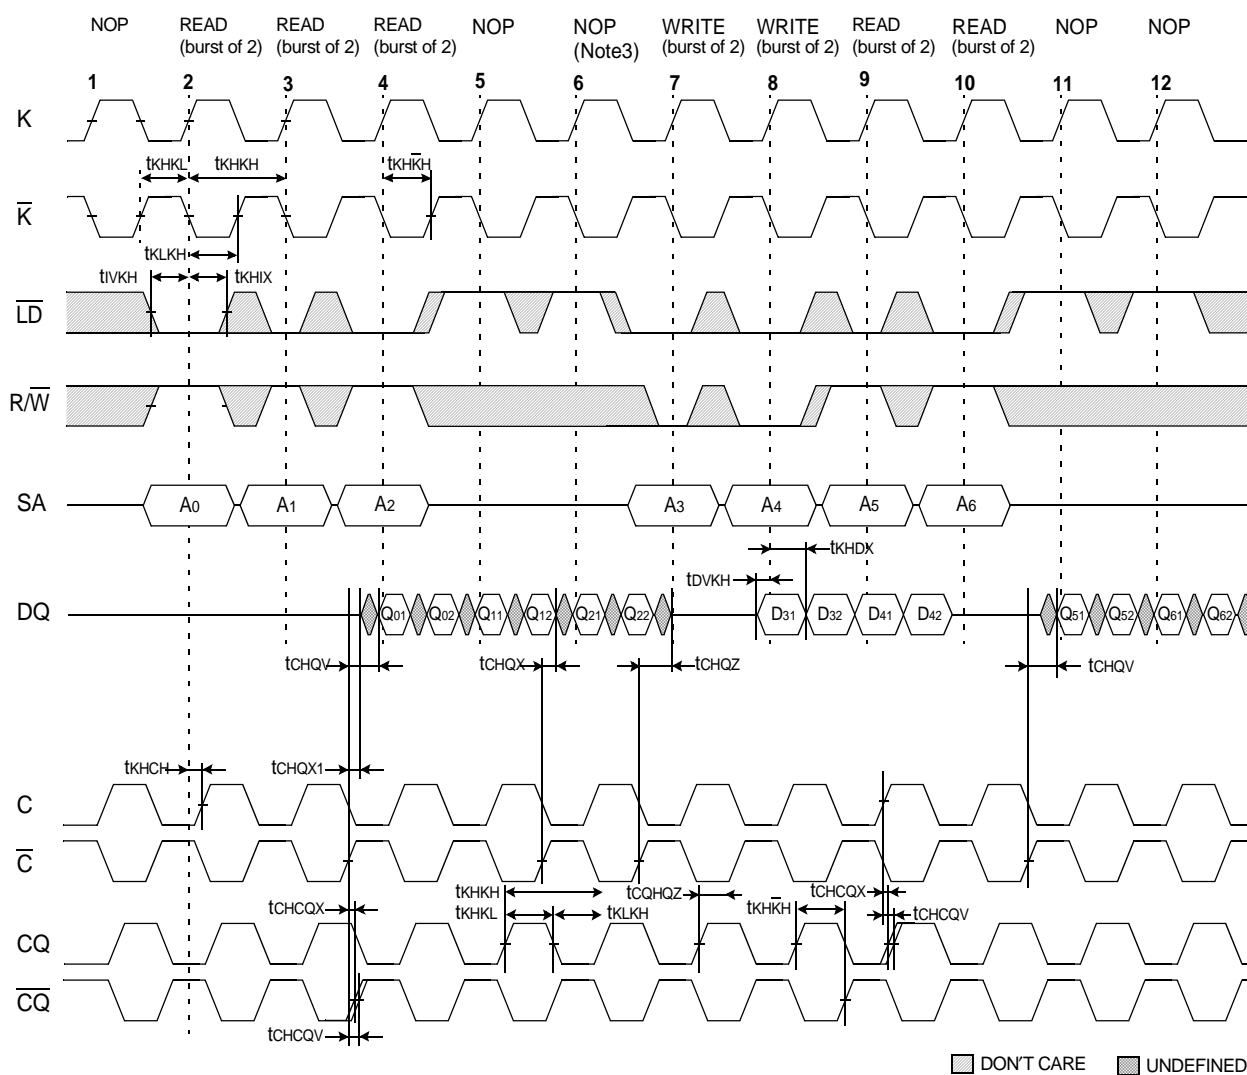 NOP READ READ READ NOP NOP WRITE WRITE READ READ NOP NOP
(burst of 2) (burst of 2) (burst of 2) (Note3) (burst of 2) (burst of 2) (burst of 2) (burst of 2)
1 2 3 4 5 6 7 8 9 10 11 12
K
tKHKL tKHKH tKHK̅H
K̅
tKLKH
tIVKH tKHIX
L̅D̅
R/W̅
SA A0 A1 A2 A3 A4 A5 A6
tKHDX
tDVKH
DQ Q01 Q02 Q11 Q12 Q21 Q22 D31 D32 D41 D42 Q51 Q52 Q61 Q62
tCHQV tCHQX tCHQZ tCHQV
tKHCH tCHQX1
C
C̅
tKHKH tCQHQZ tCHCQX
tCHCQX tKHKL tKLKH tKHK̅H tCHCQV
CQ
C̅Q̅
tCHCQV
DON'T CARE UNDEFINED